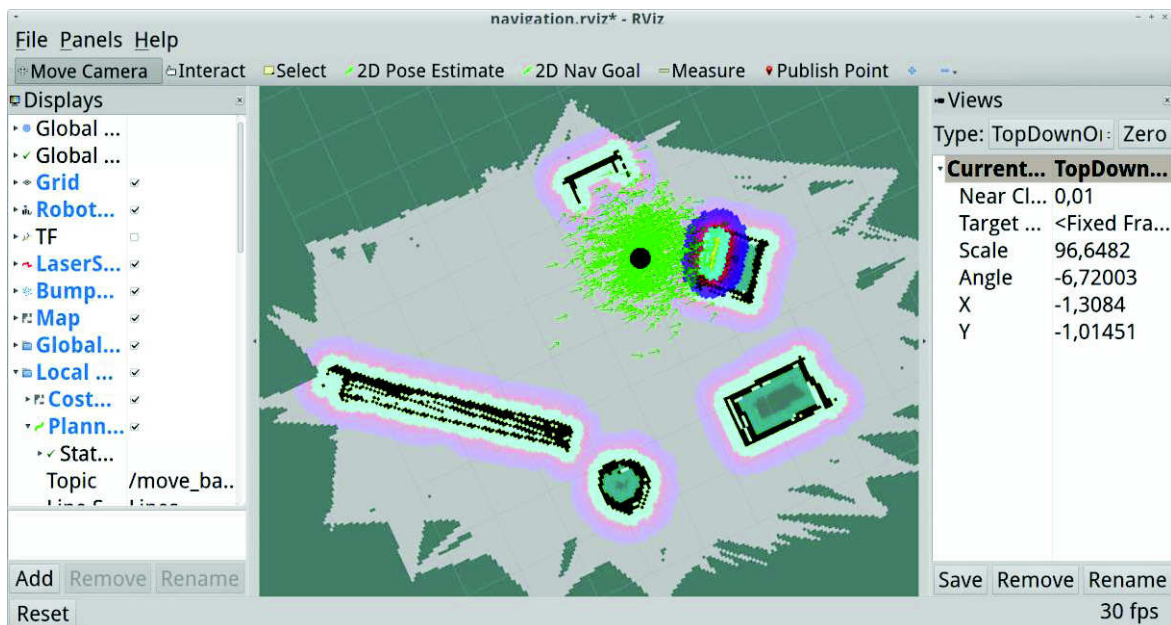 navigation.rviz* - RViz
File Panels Help
Move Camera Interact Select 2D Pose Estimate 2D Nav Goal Measure Publish Point
Displays
Global ...
Global ...
Grid
Robot...
TF
LaserS...
Bump...
Map
Global...
Local ...
Cost...
Plann...
Stat...
Topic /move_ba..
Views
Type: TopDownOr Zero
Current... TopDown...
Near Cl... 0,01
Target ... <Fixed Fra...
Scale 96,6482
Angle -6,72003
X -1,3084
Y -1,01451
Add Remove Rename
Save Remove Rename
Reset
30 fps